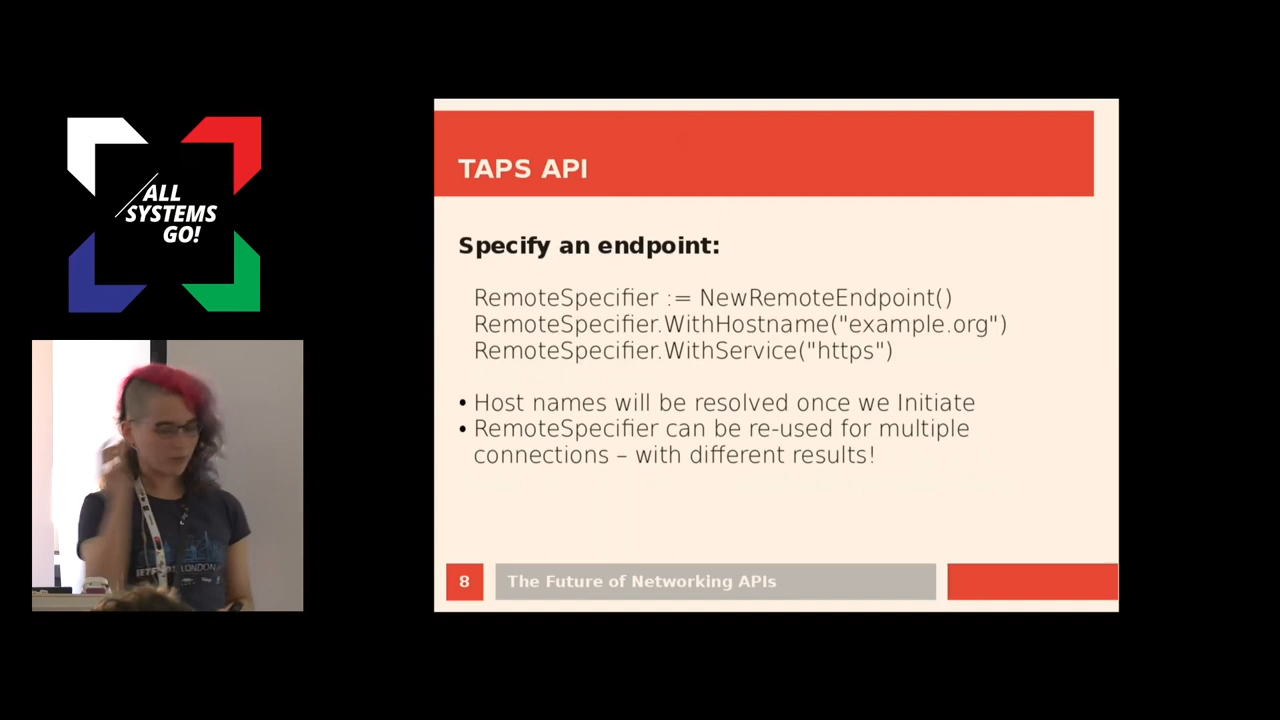 ALL
SYSTEMS
GO!
TAPS API
Specify an endpoint:
RemoteSpecifier := NewRemoteEndpoint()
RemoteSpecifier.WithHostname("example.org")
RemoteSpecifier.WithService("https")
• Host names will be resolved once we Initiate
• RemoteSpecifier can be re-used for multiple
connections – with different results!
8 The Future of Networking APIs
LONDON